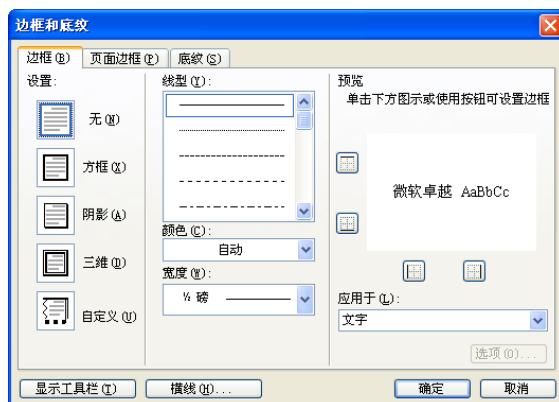 边框和底纹
边框(B) 页面边框(P) 底纹(S)
设置:
无(N)
方框(X)
阴影(A)
三维(D)
自定义(U)
线型(Y):
颜色(C):
自动
宽度(W):
½ 磅
预览
单击下方图示或使用按钮可设置边框
微软卓越 AaBbCc
应用于(L):
文字
选项(O)...
显示工具栏(T) 横线(H)... 确定 取消